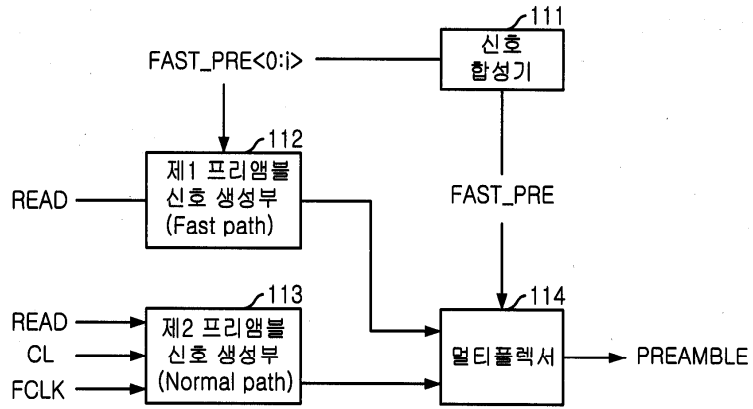 111
신호
합성기
FAST_PRE<0:i>
112
제1 프리앰블
신호 생성부
(Fast path)
READ
FAST_PRE
113
제2 프리앰블
신호 생성부
(Normal path)
READ
CL
FCLK
114
멀티플렉서
PREAMBLE